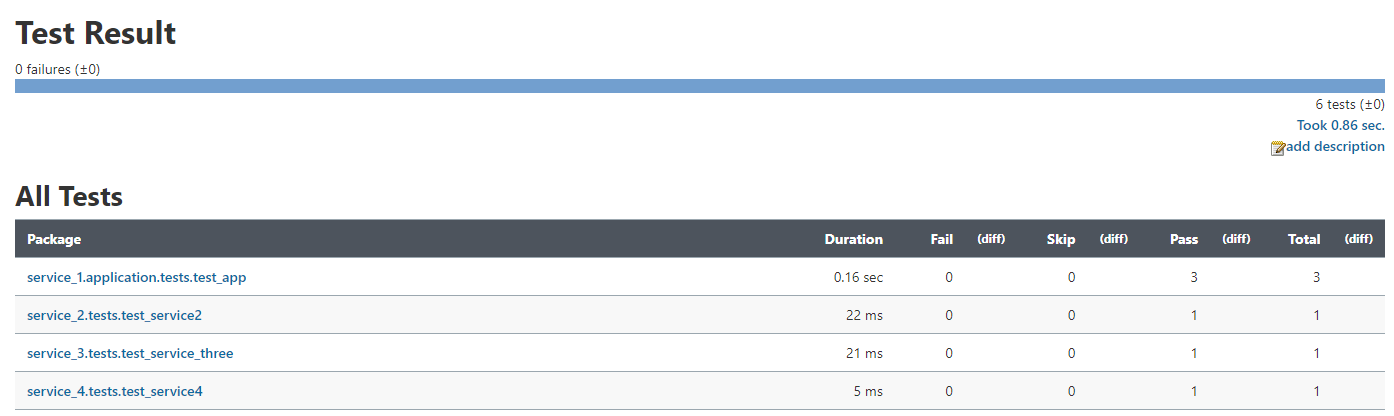 Test Result
0 failures (±0)
6 tests (±0)
Took 0.86 sec.
add description
All Tests
Package Duration Fail (diff) Skip (diff) Pass (diff) Total (diff)
service_1.application.tests.test_app 0.16 sec 0 0 3 3
service_2.tests.test_service2 22 ms 0 0 1 1
service_3.tests.test_service_three 21 ms 0 0 1 1
service_4.tests.test_service4 5 ms 0 0 1 1